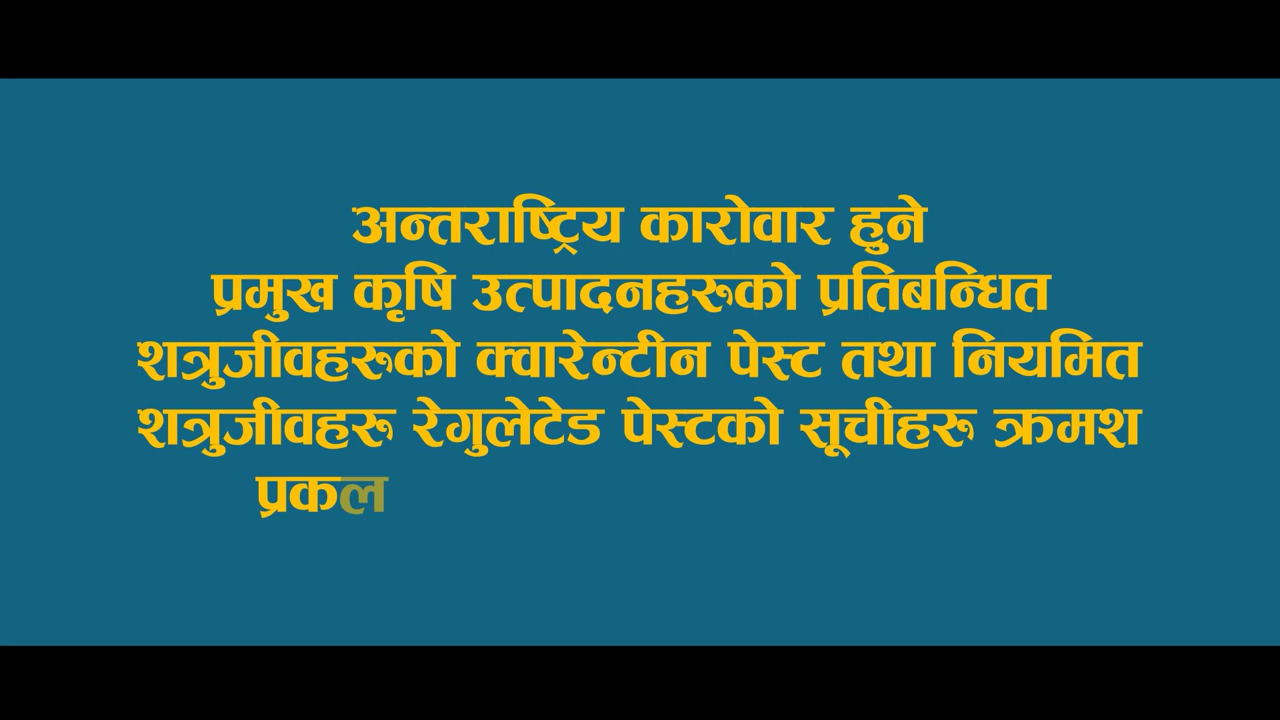 अन्तराष्ट्रिय कारोवार हुने
प्रमुख कृषि उत्पादनहरुको प्रतिबन्धित
शत्रुजीवहरुको क्वारेन्टीन पेस्ट तथा नियमित
शत्रुजीवहरु रेगुलेटेड पेस्टको सूचीहरु क्रमश
प्रकल